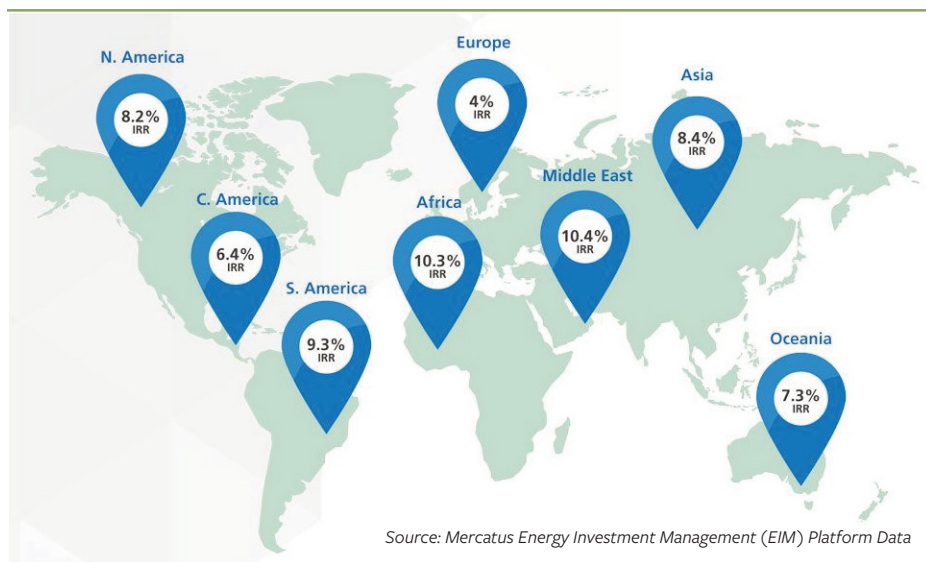 N. America
8.2%
IRR
Europe
4%
IRR
Asia
8.4%
IRR
C. America
6.4%
IRR
Africa
10.3%
IRR
Middle East
10.4%
IRR
S. America
9.3%
IRR
Oceania
7.3%
IRR
Source: Mercatus Energy Investment Management (EIM) Platform Data